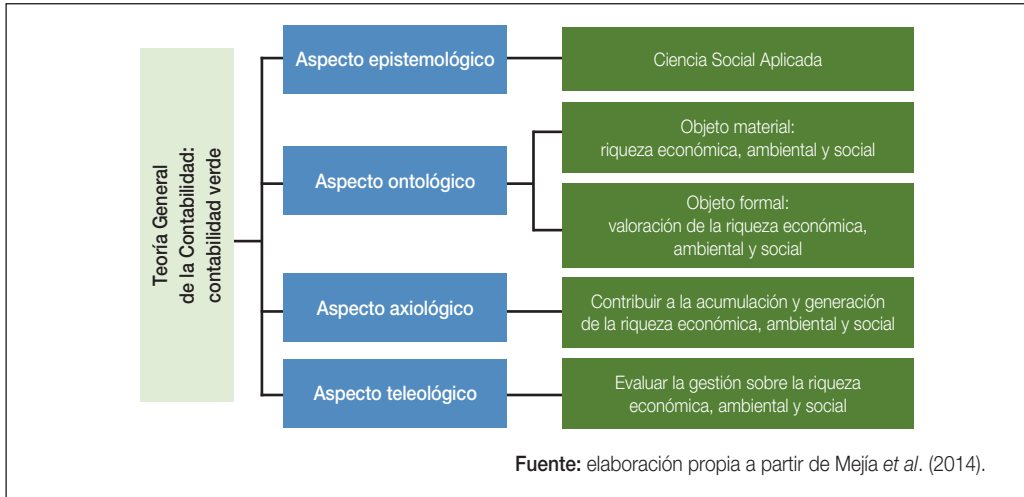 Teoría General
de la Contabilidad:
contabilidad verde
Aspecto epistemológico
Ciencia Social Aplicada
Aspecto ontológico
Objeto material:
riqueza económica, ambiental y social
Objeto formal:
valoración de la riqueza económica,
ambiental y social
Aspecto axiológico
Contribuir a la acumulación y generación
de la riqueza económica, ambiental y social
Aspecto teleológico
Evaluar la gestión sobre la riqueza
económica, ambiental y social
Fuente: elaboración propia a partir de Mejía et al. (2014).